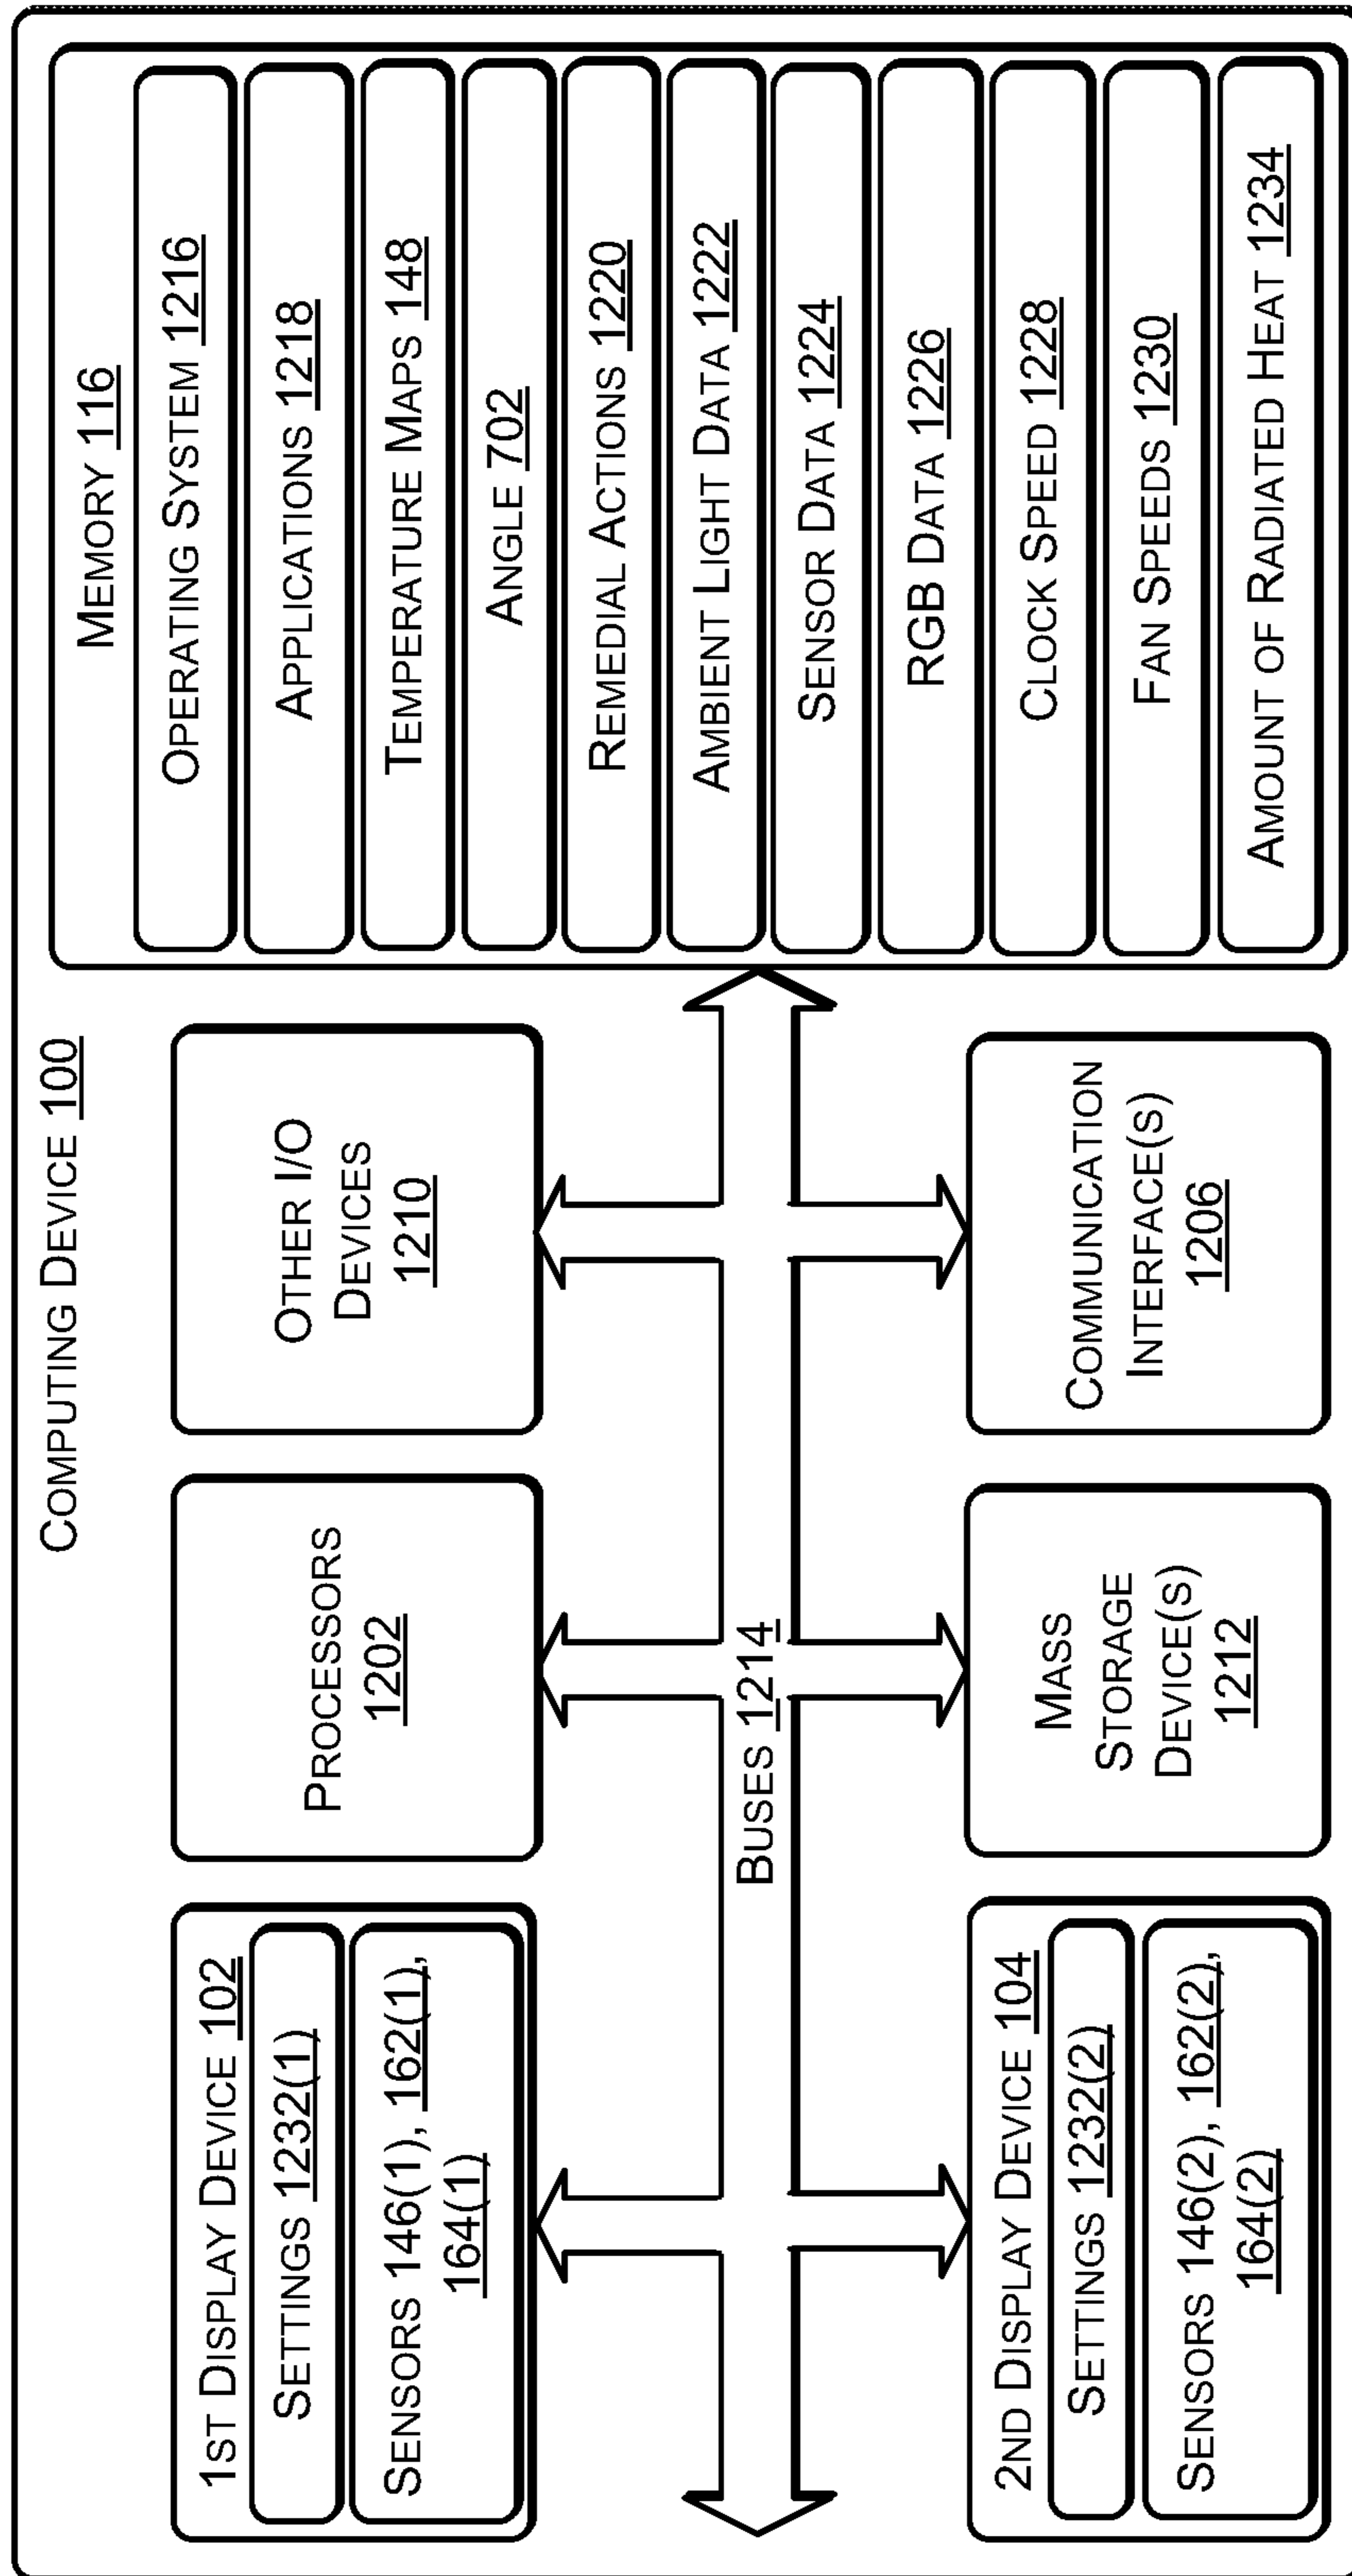 COMPUTING DEVICE 100
1ST DISPLAY DEVICE 102
SETTINGS 1232(1)
SENSORS 146(1), 162(1),
164(1)
PROCESSORS
1202
OTHER I/O
DEVICES
1210
BUSES 1214
2ND DISPLAY DEVICE 104
SETTINGS 1232(2)
SENSORS 146(2), 162(2),
164(2)
MASS
STORAGE
DEVICE(S)
1212
COMMUNICATION
INTERFACE(S)
1206
MEMORY 116
OPERATING SYSTEM 1216
APPLICATIONS 1218
TEMPERATURE MAPS 148
ANGLE 702
REMEDIAL ACTIONS 1220
AMBIENT LIGHT DATA 1222
SENSOR DATA 1224
RGB DATA 1226
CLOCK SPEED 1228
FAN SPEEDS 1230
AMOUNT OF RADIATED HEAT 1234